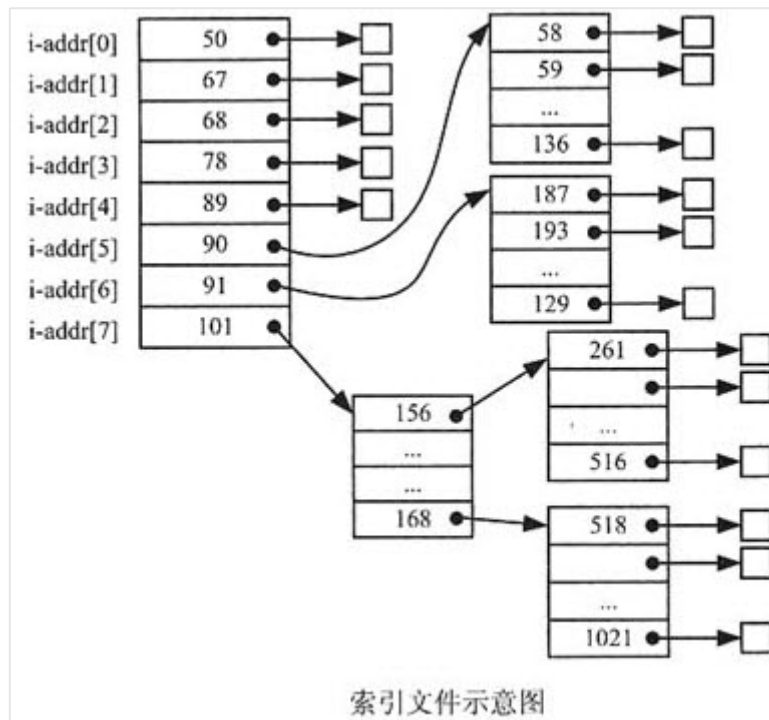 i-addr[0] 50
i-addr[1] 67
i-addr[2] 68
i-addr[3] 78
i-addr[4] 89
i-addr[5] 90
i-addr[6] 91
i-addr[7] 101
58
59
...
136
187
193
...
129
156
...
...
168
261
...
516
518
...
1021
索引文件示意图